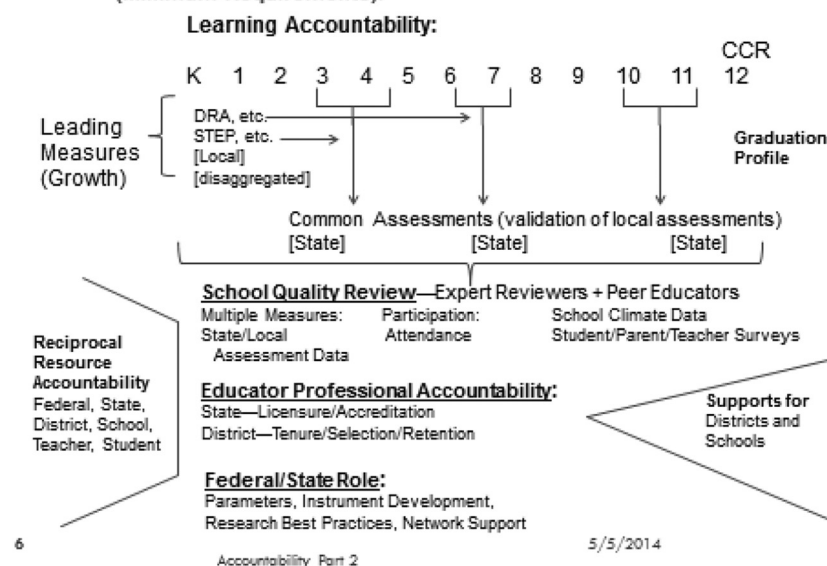 Learning Accountability:
CCR
K 1 2 3 4 5 6 7 8 9 10 11 12
Leading
Measures
(Growth)
DRA, etc.
STEP, etc.
[Local]
[disaggregated]
Graduation
Profile
Common Assessments (validation of local assessments)
[State] [State] [State]
School Quality Review—Expert Reviewers + Peer Educators
Multiple Measures: Participation: School Climate Data
State/Local Attendance Student/Parent/Teacher Surveys
Assessment Data
Reciprocal
Resource
Accountability
Federal, State,
District, School,
Teacher, Student
Educator Professional Accountability:
State—Licensure/Accreditation
District—Tenure/Selection/Retention
Supports for
Districts and
Schools
Federal/State Role:
Parameters, Instrument Development,
Research Best Practices, Network Support
6
5/5/2014
Accountability Part 2